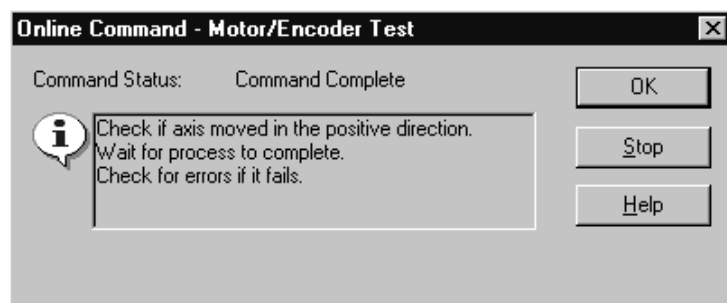 Online Command - Motor/Encoder Test
Command Status: Command Complete
OK
Check if axis moved in the positive direction.
Wait for process to complete.
Check for errors if it fails.
Stop
Help